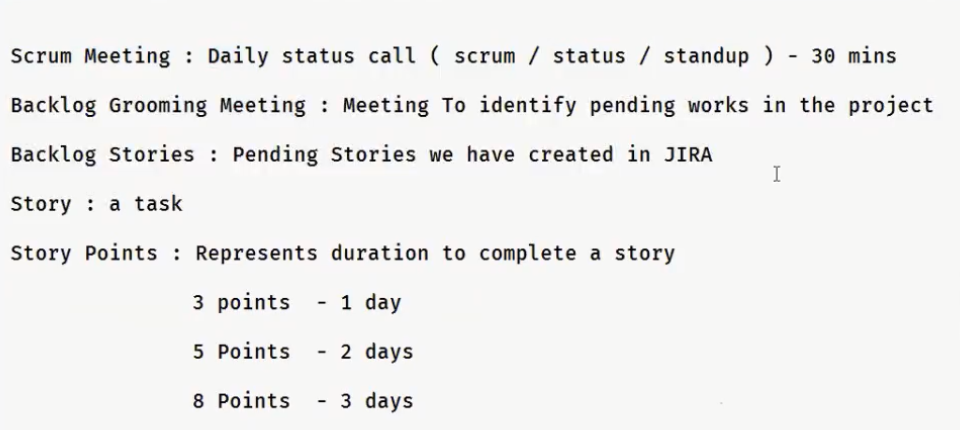 Scrum Meeting : Daily status call ( scrum / status / standup ) - 30 mins
Backlog Grooming Meeting : Meeting To identify pending works in the project
Backlog Stories : Pending Stories we have created in JIRA
Story : a task
Story Points : Represents duration to complete a story
3 points - 1 day
5 Points - 2 days
8 Points - 3 days